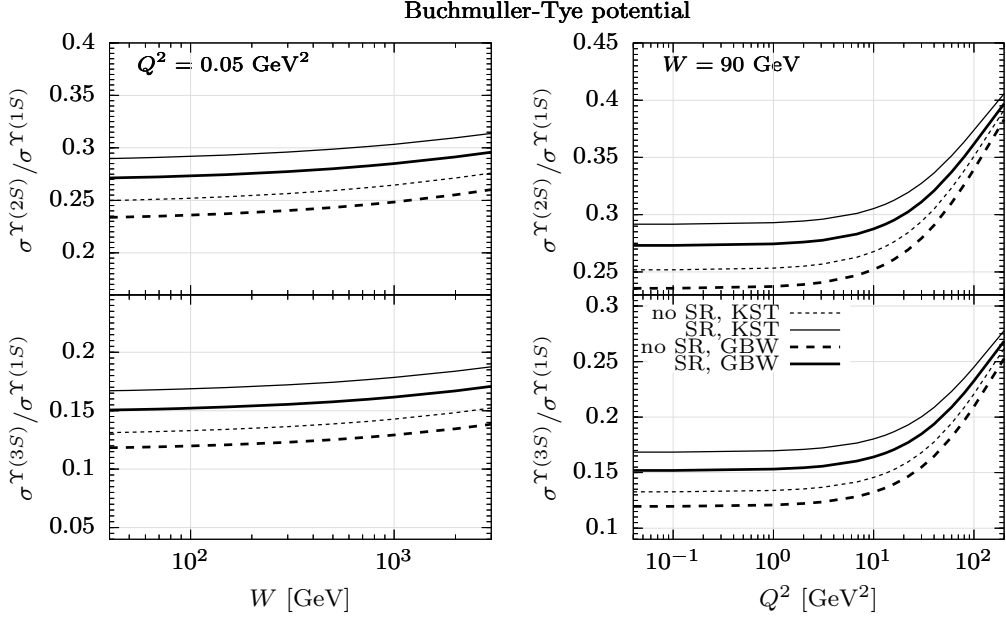 Buchmuller-Tye potential
Q² = 0.05 GeV²
σ^Υ(2S)/σ^Υ(1S)
0.4
0.35
0.3
0.25
0.2
σ^Υ(3S)/σ^Υ(1S)
0.2
0.15
0.1
0.05
10² 10³
W [GeV]
W = 90 GeV
σ^Υ(2S)/σ^Υ(1S)
0.45
0.4
0.35
0.3
0.25
no SR, KST
SR, KST
no SR, GBW
SR, GBW
σ^Υ(3S)/σ^Υ(1S)
0.3
0.25
0.2
0.15
0.1
10⁻¹ 10⁰ 10¹ 10²
Q² [GeV²]